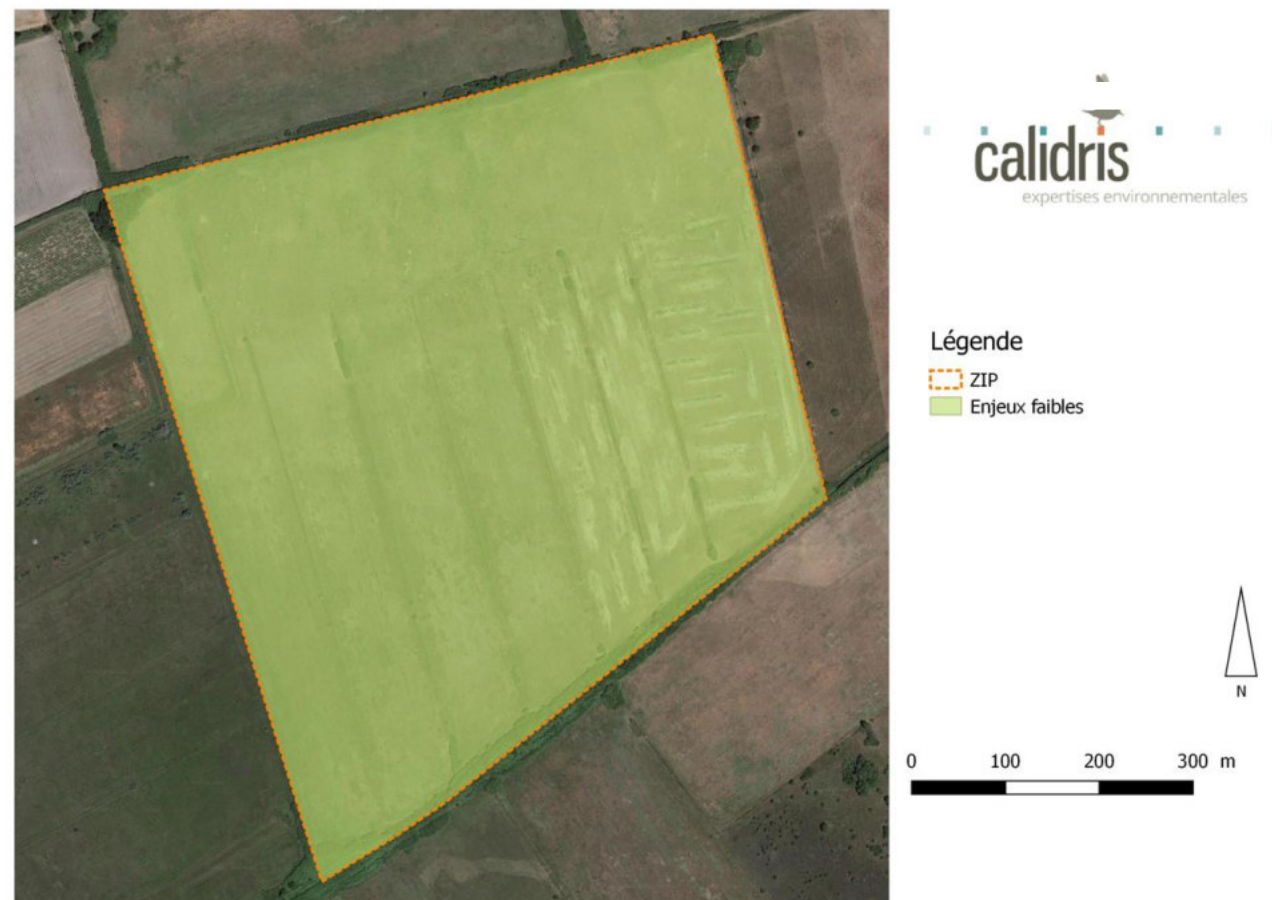 calidris
expertises environnementales
Légende
ZIP
Enjeux faibles
N
0 100 200 300 m